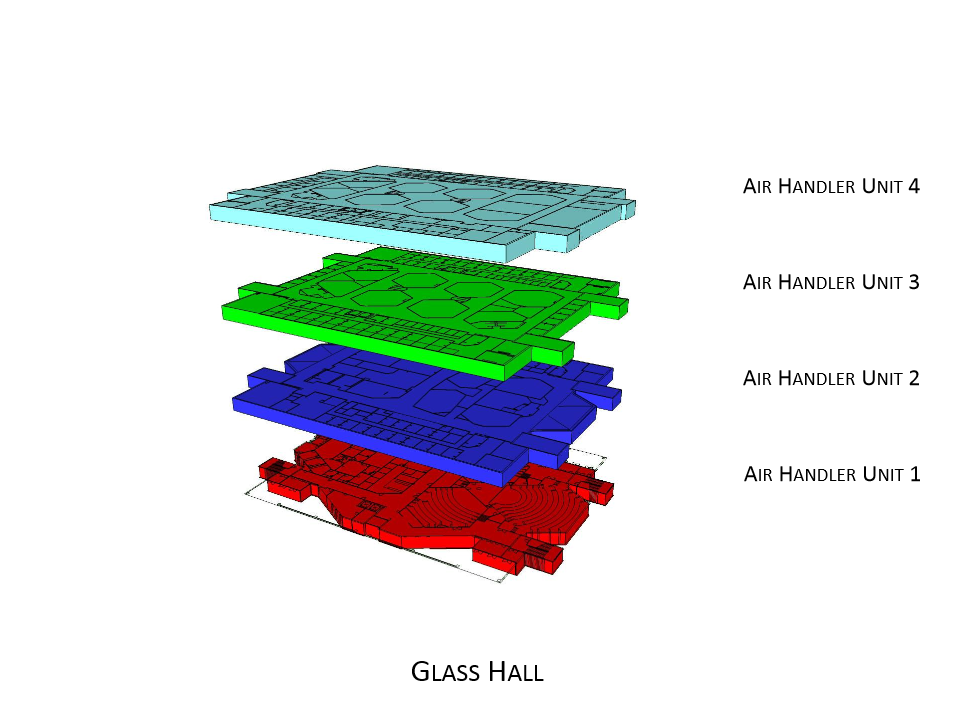 Air Handler Unit 4
Air Handler Unit 3
Air Handler Unit 2
Air Handler Unit 1
Glass Hall